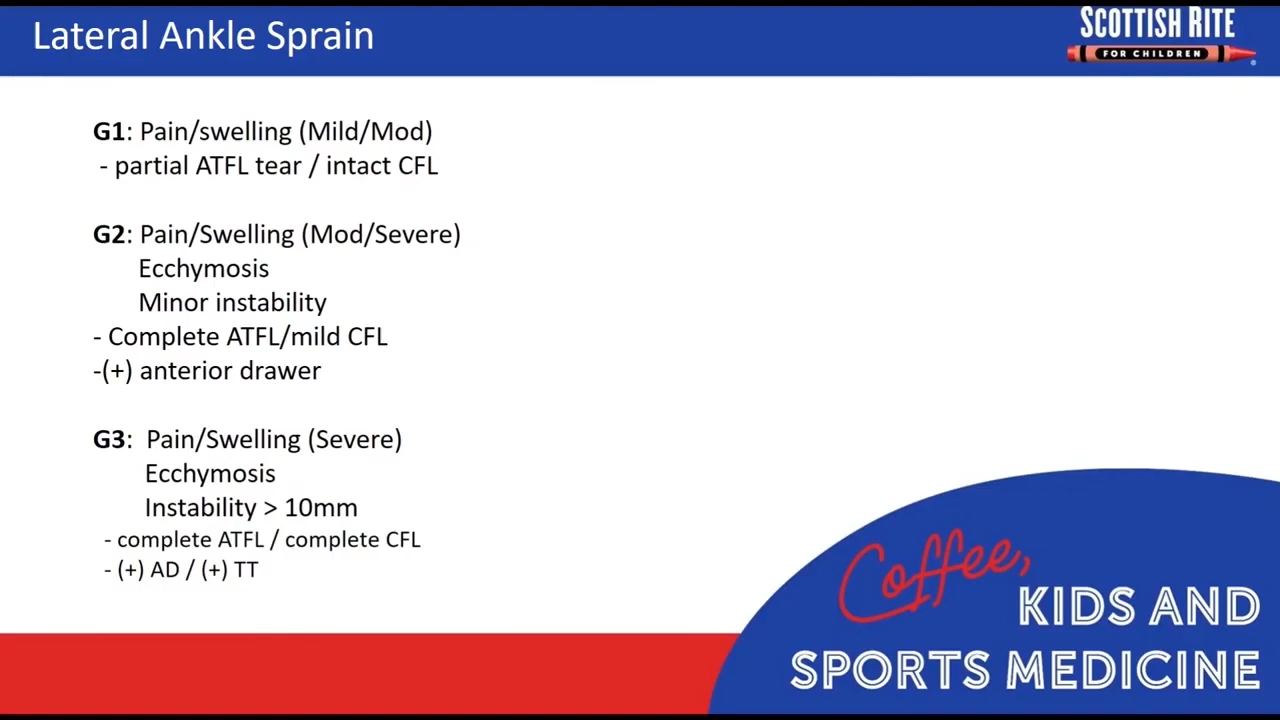 Lateral Ankle Sprain
SCOTTISH RITE
FOR CHILDREN
G1: Pain/swelling (Mild/Mod)
- partial ATFL tear / intact CFL
G2: Pain/Swelling (Mod/Severe)
Ecchymosis
Minor instability
- Complete ATFL/mild CFL
-(+) anterior drawer
G3: Pain/Swelling (Severe)
Ecchymosis
Instability > 10mm
- complete ATFL / complete CFL
- (+) AD / (+) TT
Coffee,
KIDS AND
SPORTS MEDICINE